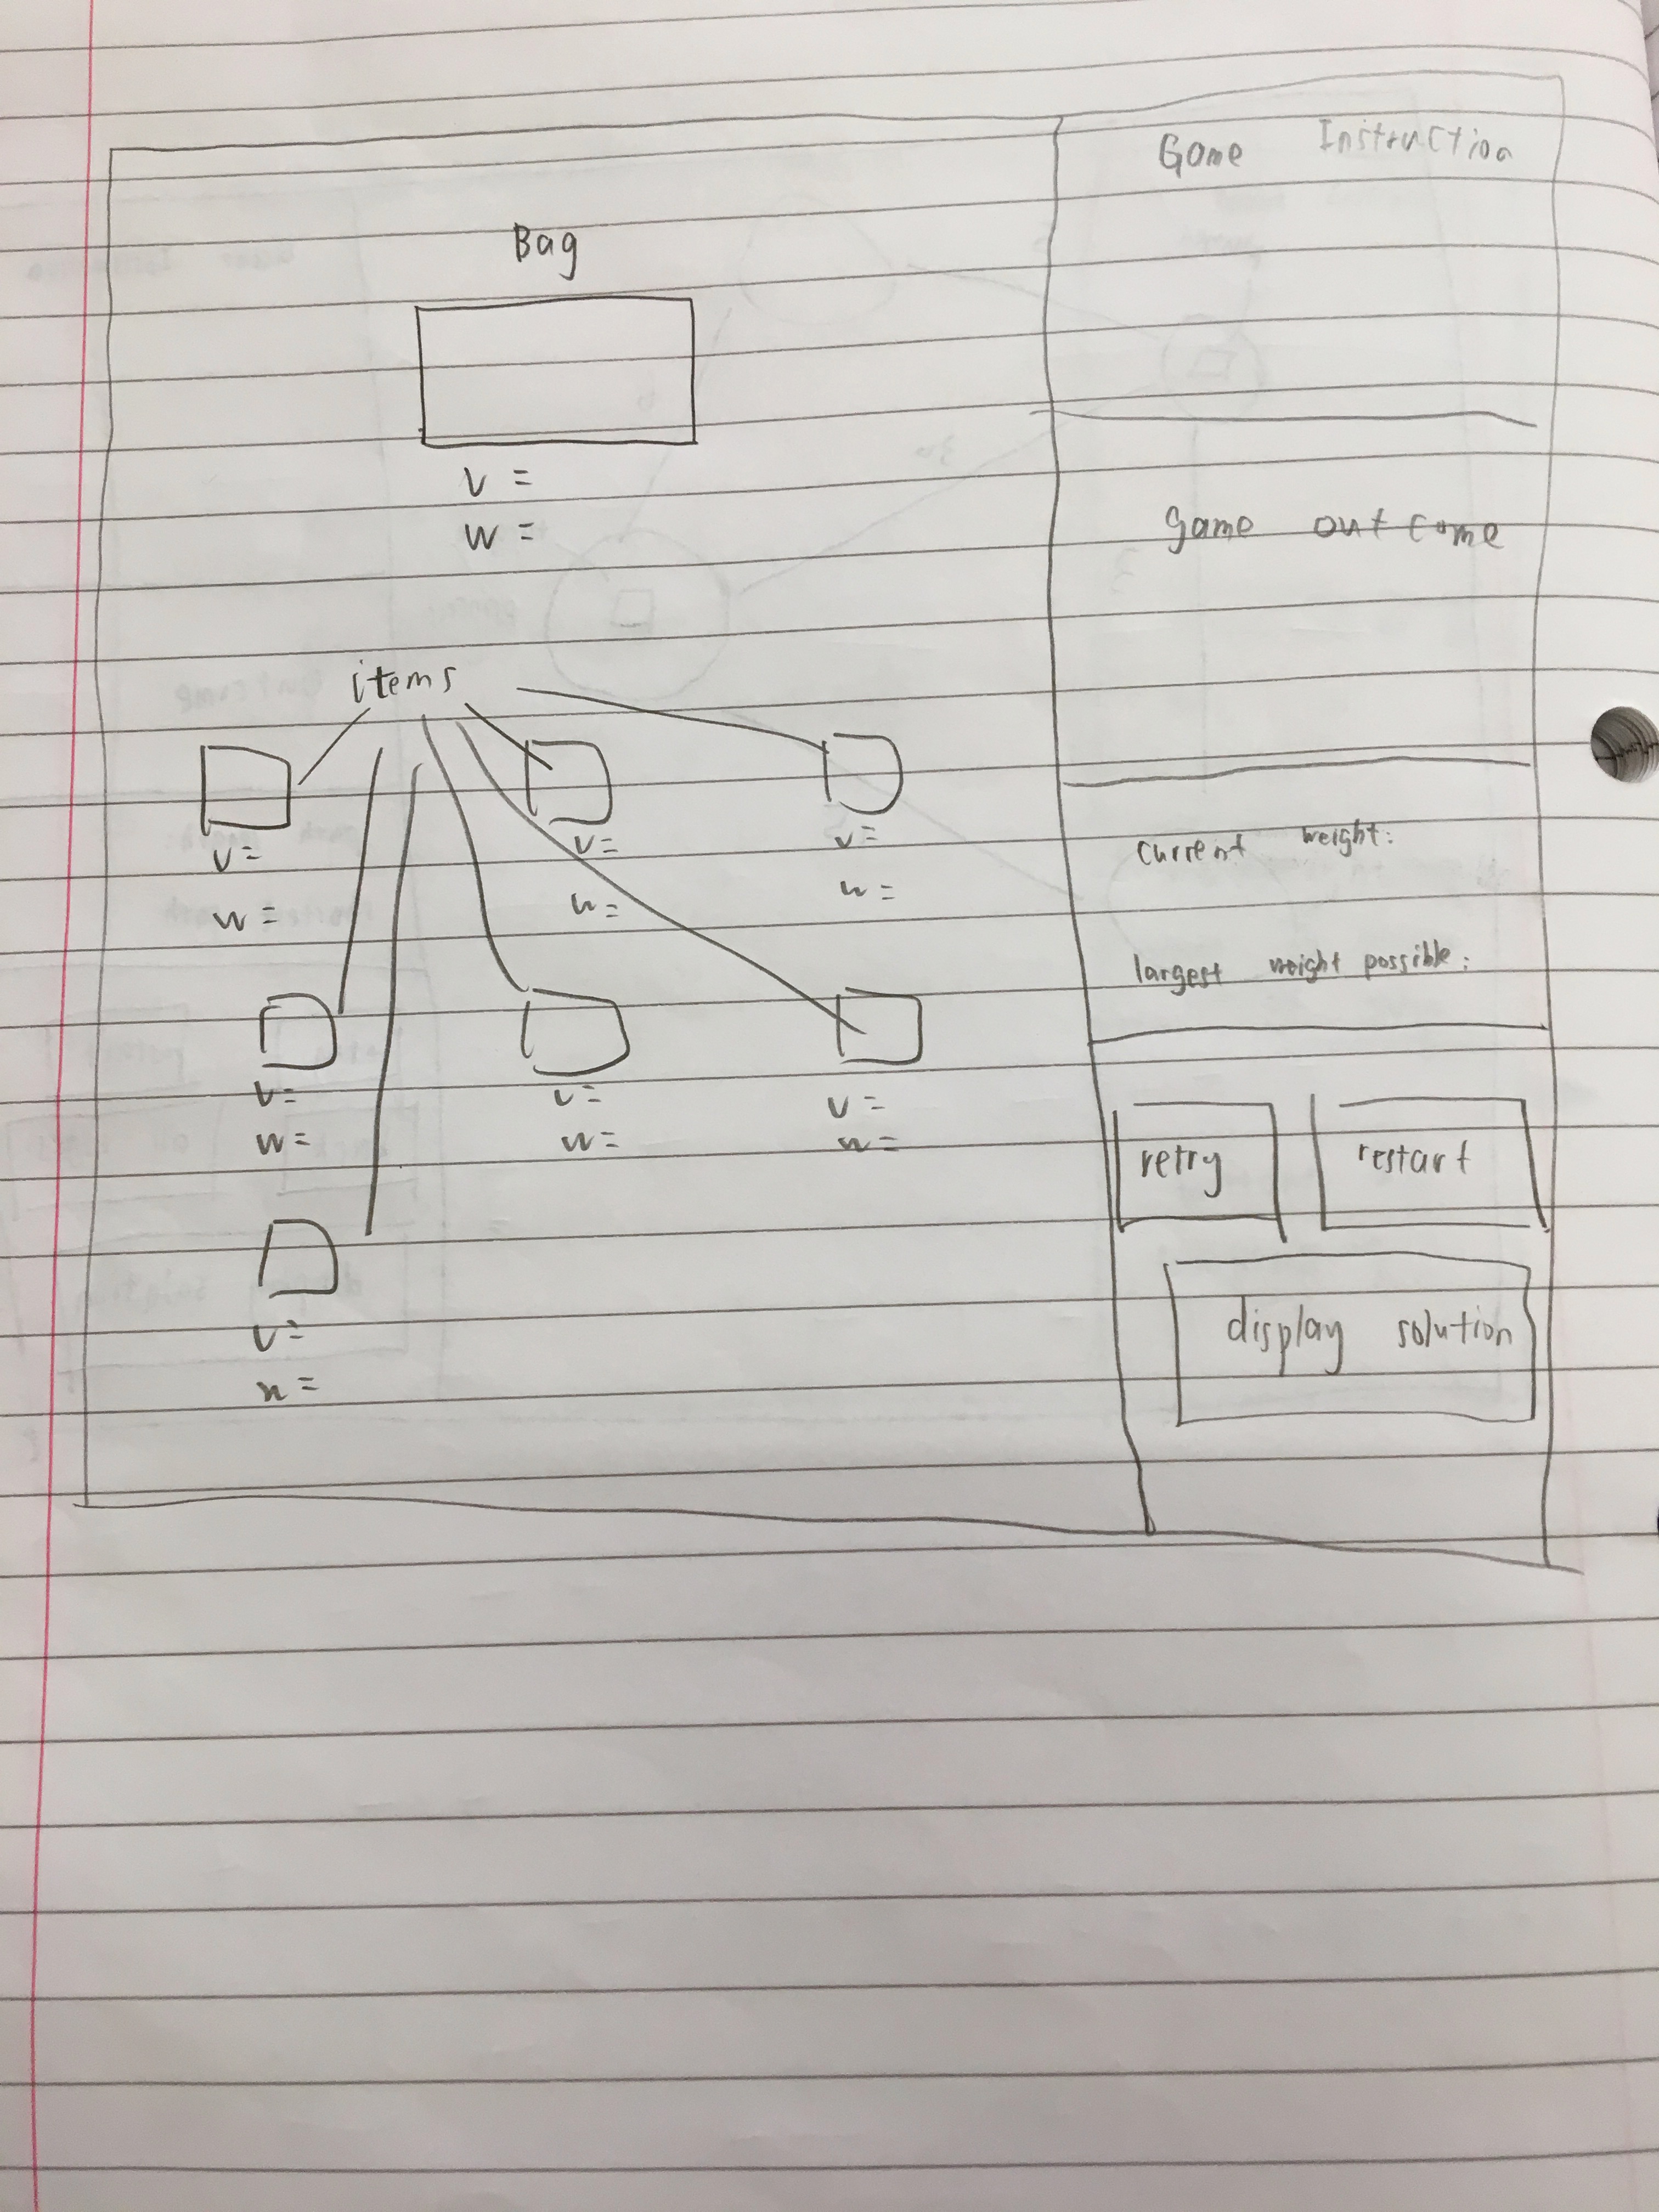 Game Instruction
Bag
v =
w =
game outcome
items
v =
w =
v =
w =
v =
w =
current weight:
largest weight possible:
v =
w =
v =
w =
v =
w =
retry
restart
display solution
v =
w =